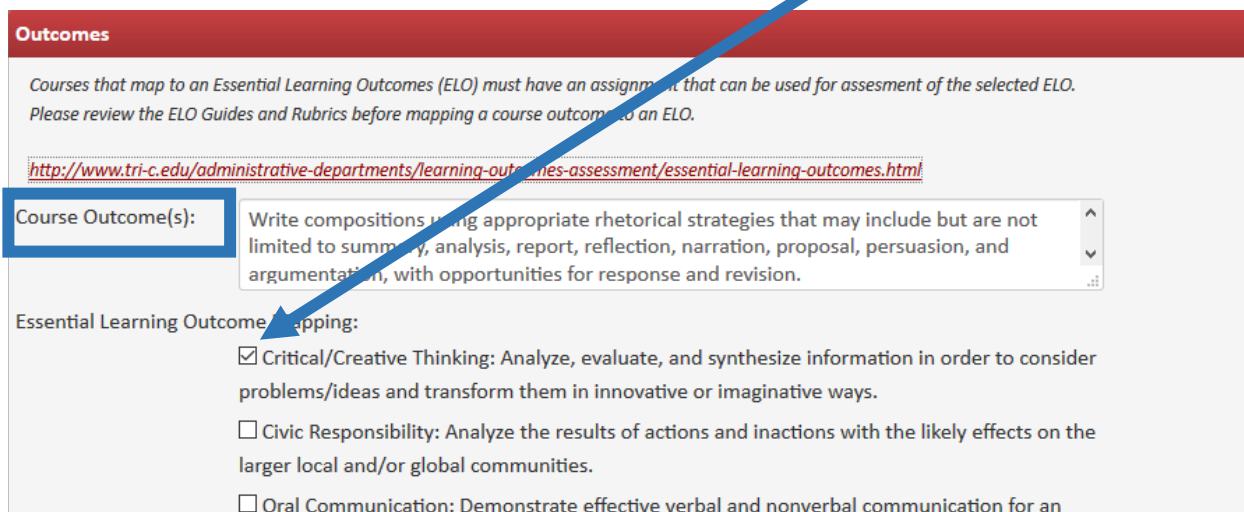 Outcomes
Courses that map to an Essential Learning Outcomes (ELO) must have an assignment that can be used for assesment of the selected ELO.
Please review the ELO Guides and Rubrics before mapping a course outcome to an ELO.
http://www.tri-c.edu/administrative-departments/learning-outcomes-assessment/essential-learning-outcomes.html
Course Outcome(s):
Write compositions using appropriate rhetorical strategies that may include but are not
limited to summary, analysis, report, reflection, narration, proposal, persuasion, and
argumentation, with opportunities for response and revision.
Essential Learning Outcome Mapping:
Critical/Creative Thinking: Analyze, evaluate, and synthesize information in order to consider
problems/ideas and transform them in innovative or imaginative ways.
Civic Responsibility: Analyze the results of actions and inactions with the likely effects on the
larger local and/or global communities.
Oral Communication: Demonstrate effective verbal and nonverbal communication for an